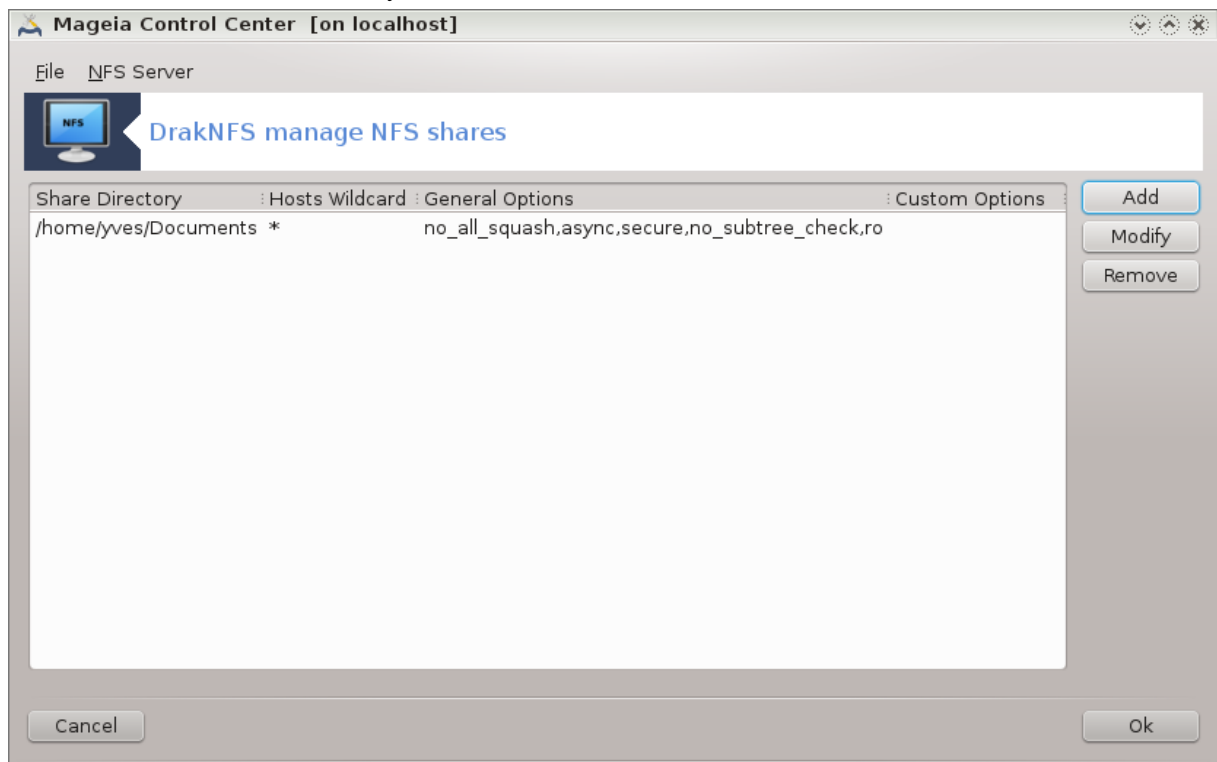 Mageia Control Center [on localhost]
File NFS Server
NFS
DrakNFS manage NFS shares
Share Directory Hosts Wildcard General Options Custom Options
/home/yves/Documents * no_all_squash,async,secure,no_subtree_check,ro
Add
Modify
Remove
Cancel Ok